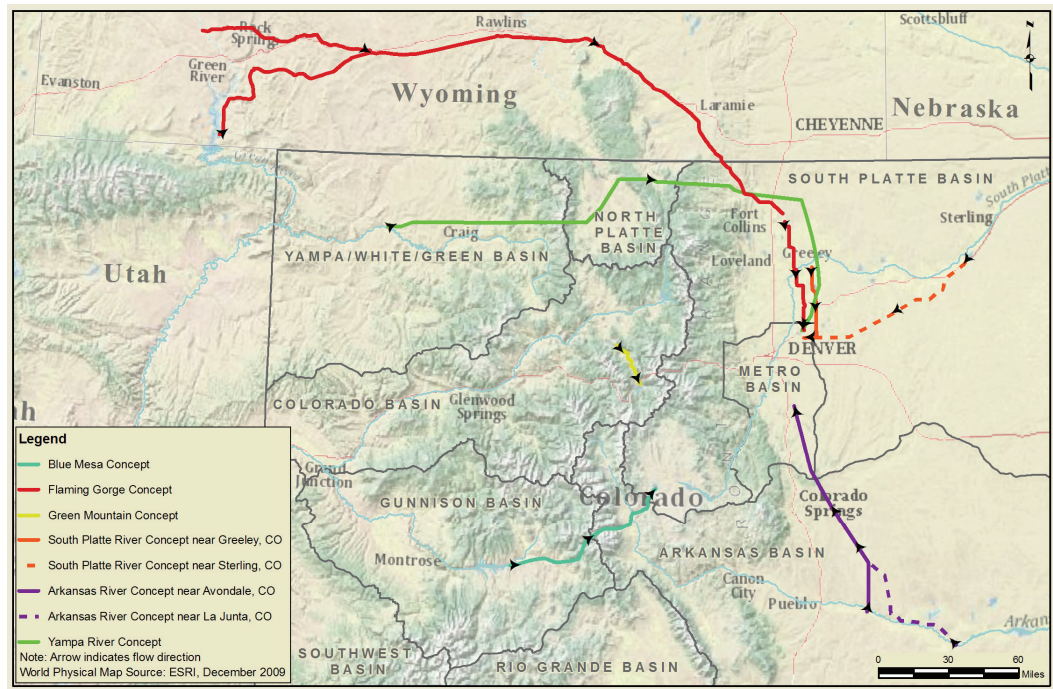 Scottsbluff
Rawlins
Rock
Springs
Green
River
Evanston
Wyoming
Laramie
Nebraska
CHEYENNE
SOUTH PLATTE BASIN
South Platt
NORTH
PLATTE
BASIN
Fort
Collins
Sterling
Craig
YAMPA/WHITE/GREEN BASIN
Loveland
Greeley
Utah
DENVER
METRO
BASIN
COLORADO BASIN
Glenwood
Springs
ah
Legend
Blue Mesa Concept
Flaming Gorge Concept
Green Mountain Concept
South Platte River Concept near Greeley, CO
South Platte River Concept near Sterling, CO
Arkansas River Concept near Avondale, CO
Arkansas River Concept near La Junta, CO
Yampa River Concept
Note: Arrow indicates flow direction
World Physical Map Source: ESRI, December 2009
Grand
Junction
GUNNISON BASIN
Colorado
Colorado
Springs
Montrose
ARKANSAS BASIN
Canon
City
Pueblo
Arkan
SOUTHWEST
BASIN
RIO GRANDE BASIN
N
0 30 60
Miles